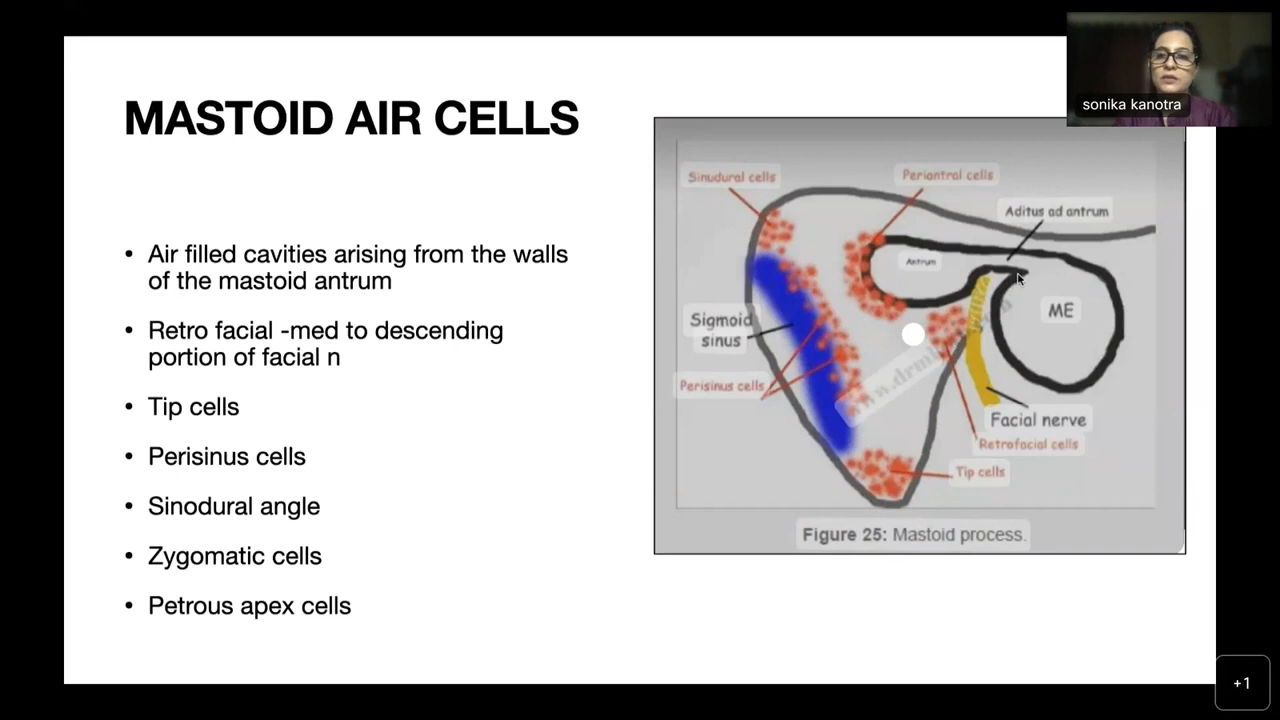 sonika kanotra
MASTOID AIR CELLS
• Air filled cavities arising from the walls
of the mastoid antrum
• Retro facial -med to descending
portion of facial n
• Tip cells
• Perisinus cells
• Sinodural angle
• Zygomatic cells
• Petrous apex cells
Sinudural cells
Periantral cells
Aditus ad antrum
Antrum
ME
Sigmoid
sinus
Perisinus cells
Facial nerve
Retrofacial cells
Tip cells
Figure 25: Mastoid process.
+1